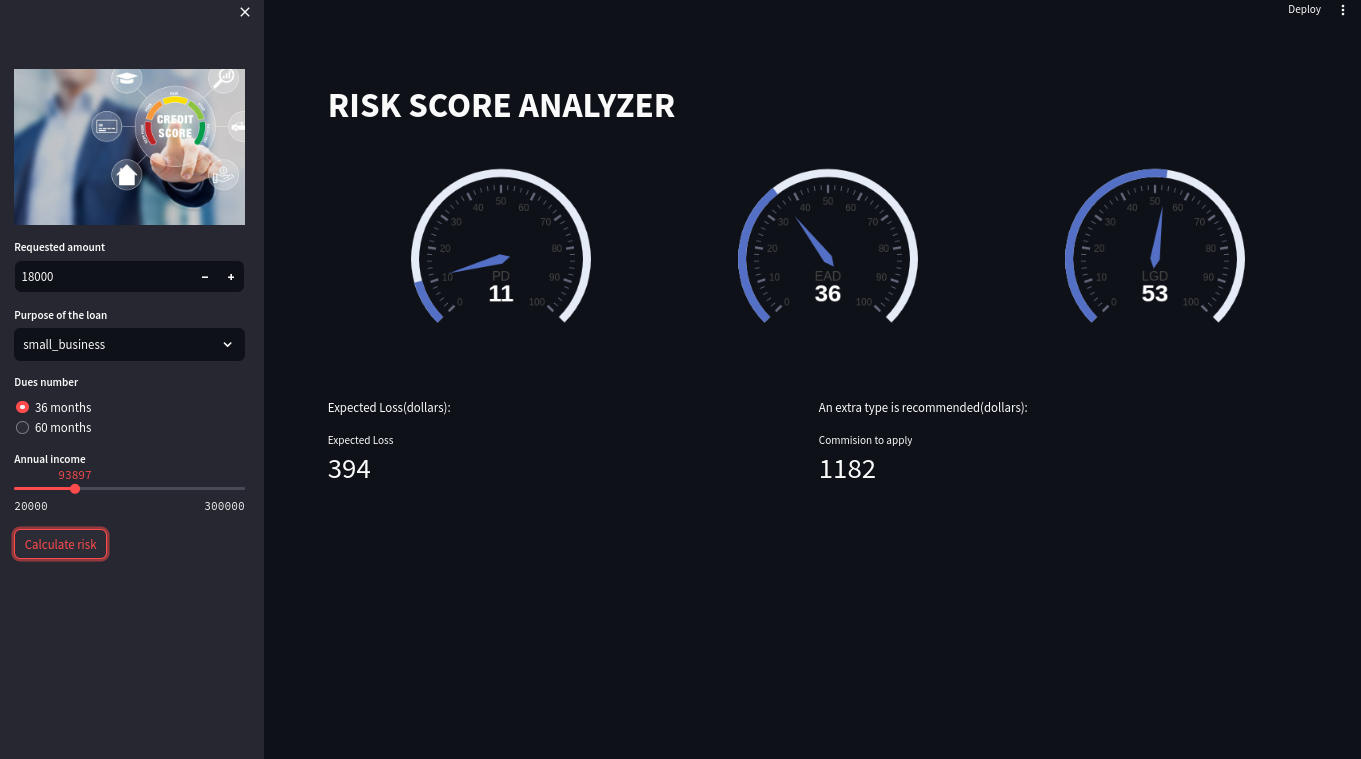 Deploy
CREDIT
SCORE
Requested amount
18000
Purpose of the loan
small_business
Dues number
36 months
60 months
Annual income
93897
20000 300000
Calculate risk
RISK SCORE ANALYZER
0 10 20 30 40 50 60 70 80 90 100
PD
11
0 10 20 30 40 50 60 70 80 90 100
EAD
36
0 10 20 30 40 50 60 70 80 90 100
LGD
53
Expected Loss(dollars):
Expected Loss
394
An extra type is recommended(dollars):
Commision to apply
1182